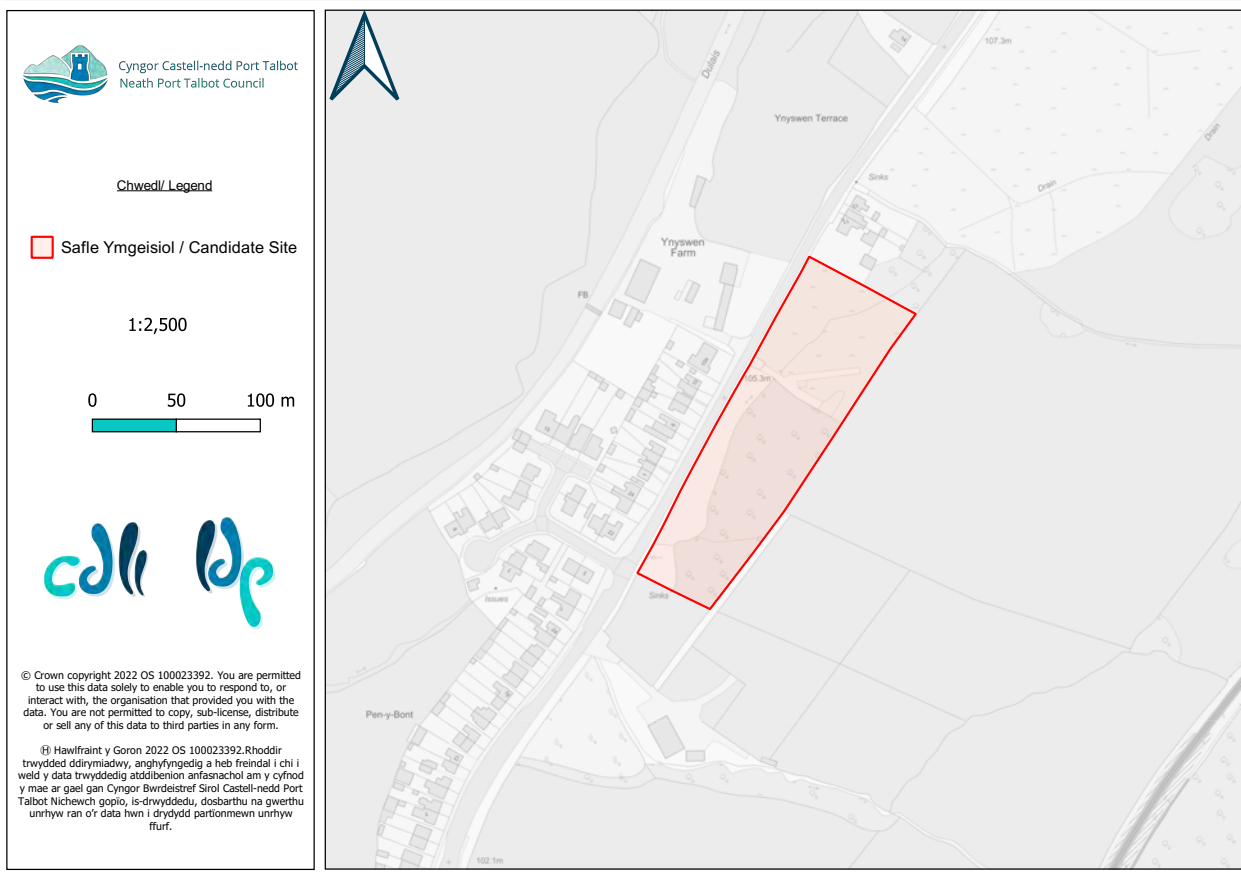 Cyngor Castell-nedd Port Talbot
Neath Port Talbot Council
Chwedl/ Legend
Safle Ymgeisiol / Candidate Site
1:2,500
0 50 100 m
cdll ldp
© Crown copyright 2022 OS 100023392. You are permitted
to use this data solely to enable you to respond to, or
interact with, the organisation that provided you with the
data. You are not permitted to copy, sub-license, distribute
or sell any of this data to third parties in any form.
Ⓗ Hawlfraint y Goron 2022 OS 100023392.Rhoddir
trwydded ddirymiadwy, anghyfyngedig a heb freindal i chi i
weld y data trwyddedig atddibenion anfasnachol am y cyfnod
y mae ar gael gan Cyngor Bwrdeistref Sirol Castell-nedd Port
Talbot Nichewch gopïo, is-drwyddedu, dosbarthu na gwerthu
unrhyw ran o'r data hwn i drydydd partïonmewn unrhyw
ffurf.
107.3m
Dulais
Ynyswen Terrace
Drain
Sinks
Drain
Ynyswen
Farm
FB
105.3m
Issues
Sinks
Pen-y-Bont
102.1m